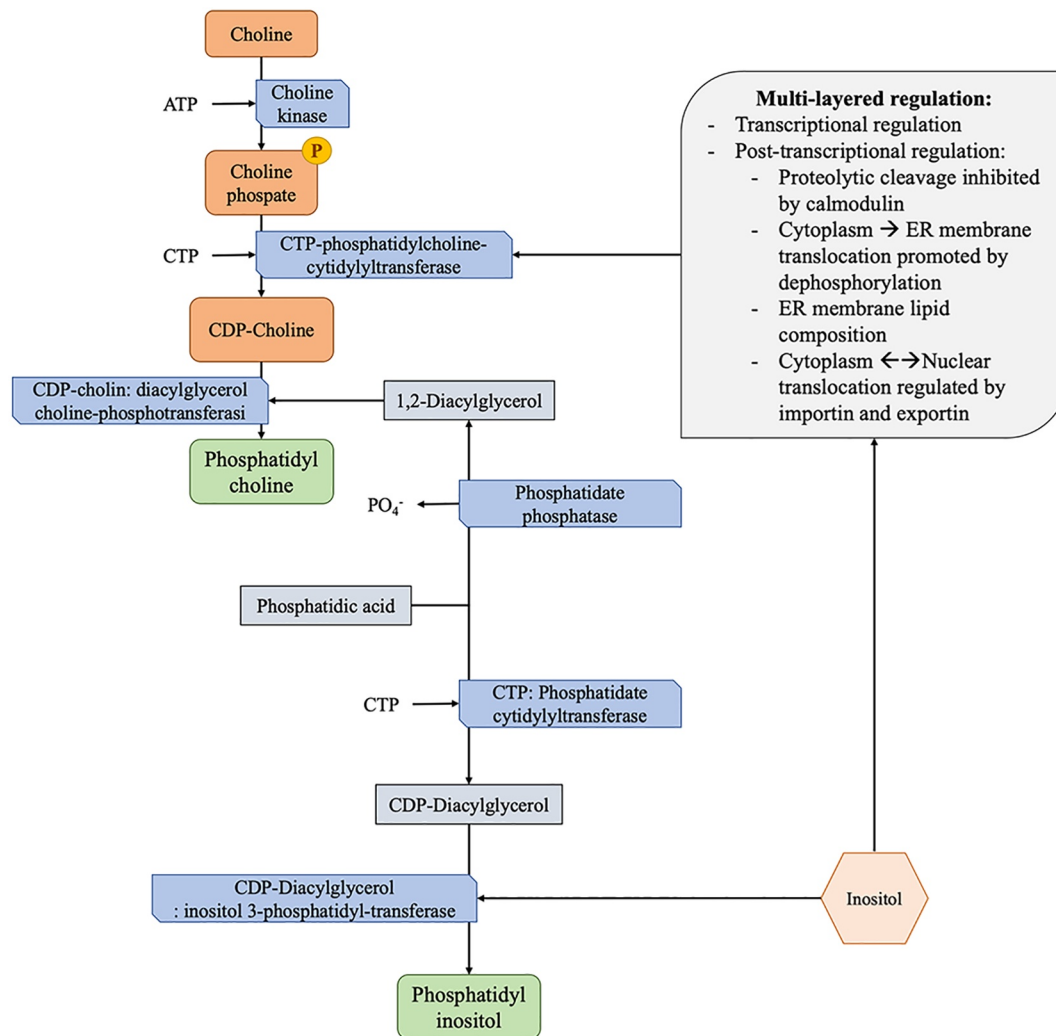 Choline
ATP
Choline
kinase
P
Choline
phospate
CTP
CTP-phosphatidylcholine-
cytidylyltransferase
CDP-Choline
CDP-cholin: diacylglycerol
choline-phosphotransferasi
1,2-Diacylglycerol
Phosphatidyl
choline
PO₄⁻
Phosphatidate
phosphatase
Phosphatidic acid
CTP
CTP: Phosphatidate
cytidylyltransferase
CDP-Diacylglycerol
CDP-Diacylglycerol
: inositol 3-phosphatidyl-transferase
Phosphatidyl
inositol
Multi-layered regulation:
- Transcriptional regulation
- Post-transcriptional regulation:
- Proteolytic cleavage inhibited
by calmodulin
- Cytoplasm → ER membrane
translocation promoted by
dephosphorylation
- ER membrane lipid
composition
- Cytoplasm ←→Nuclear
translocation regulated by
importin and exportin
Inositol